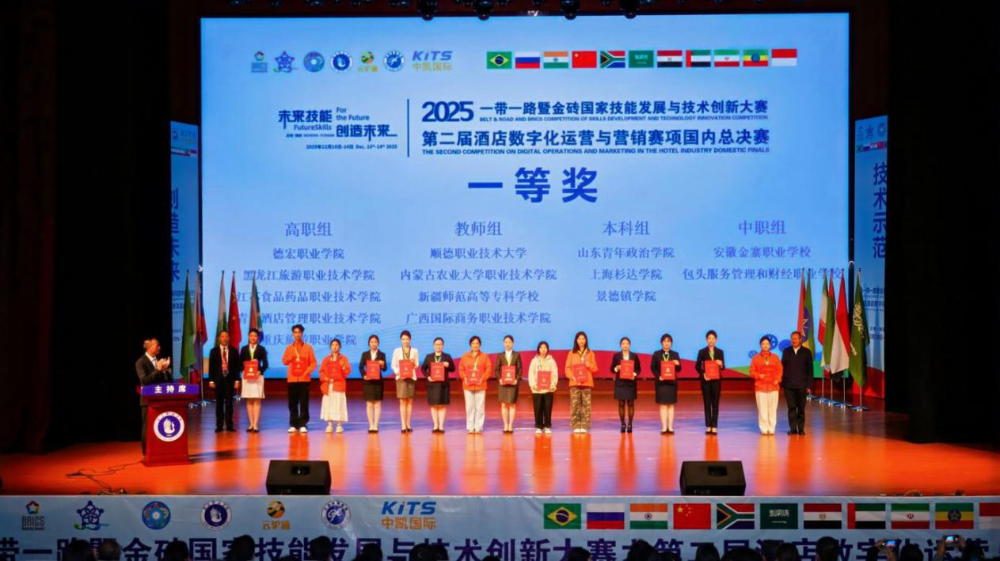 KiTS
中凯国际
未来技能
FutureSkills
For
the Future
创造未来
2025年12月10日-14日 Dec. 10th-14th 2025
2025 一带一路暨金砖国家技能发展与技术创新大赛
BELT & ROAD AND BRICS COMPETITION OF SKILLS DEVELOPMENT AND TECHNOLOGY INNOVATION COMPETITION
第二届酒店数字化运营与营销赛项国内总决赛
THE SECOND COMPETITION ON DIGITAL OPERATIONS AND MARKETING IN THE HOTEL INDUSTRY DOMESTIC FINALS
一等奖
高职组 教师组 本科组 中职组
德宏职业学院 顺德职业技术大学 山东青年政治学院 安徽金寨职业学校
黑龙江旅游职业技术学院 内蒙古农业大学职业技术学院 上海杉达学院 包头服务管理和财经职业学校
江苏食品药品职业技术学院 新疆师范高等专科学校 景德镇学院
青 酒店管理职业技术学院 广西国际商务职业技术学院
重庆旅游职业学院
创造未来
技术示范
主持席
BRICS
云驴通
KiTS
中凯国际
带一路暨金砖国家技能发展与技术创新大赛之第二届酒店数字化运营